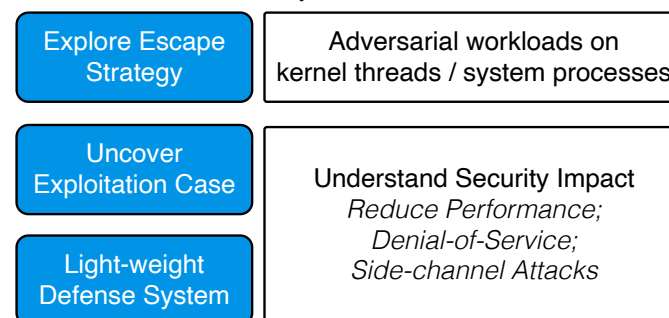 Explore Escape
Strategy
Adversarial workloads on
kernel threads / system processes
Uncover
Exploitation Case
Understand Security Impact
Reduce Performance;
Denial-of-Service;
Side-channel Attacks
Light-weight
Defense System